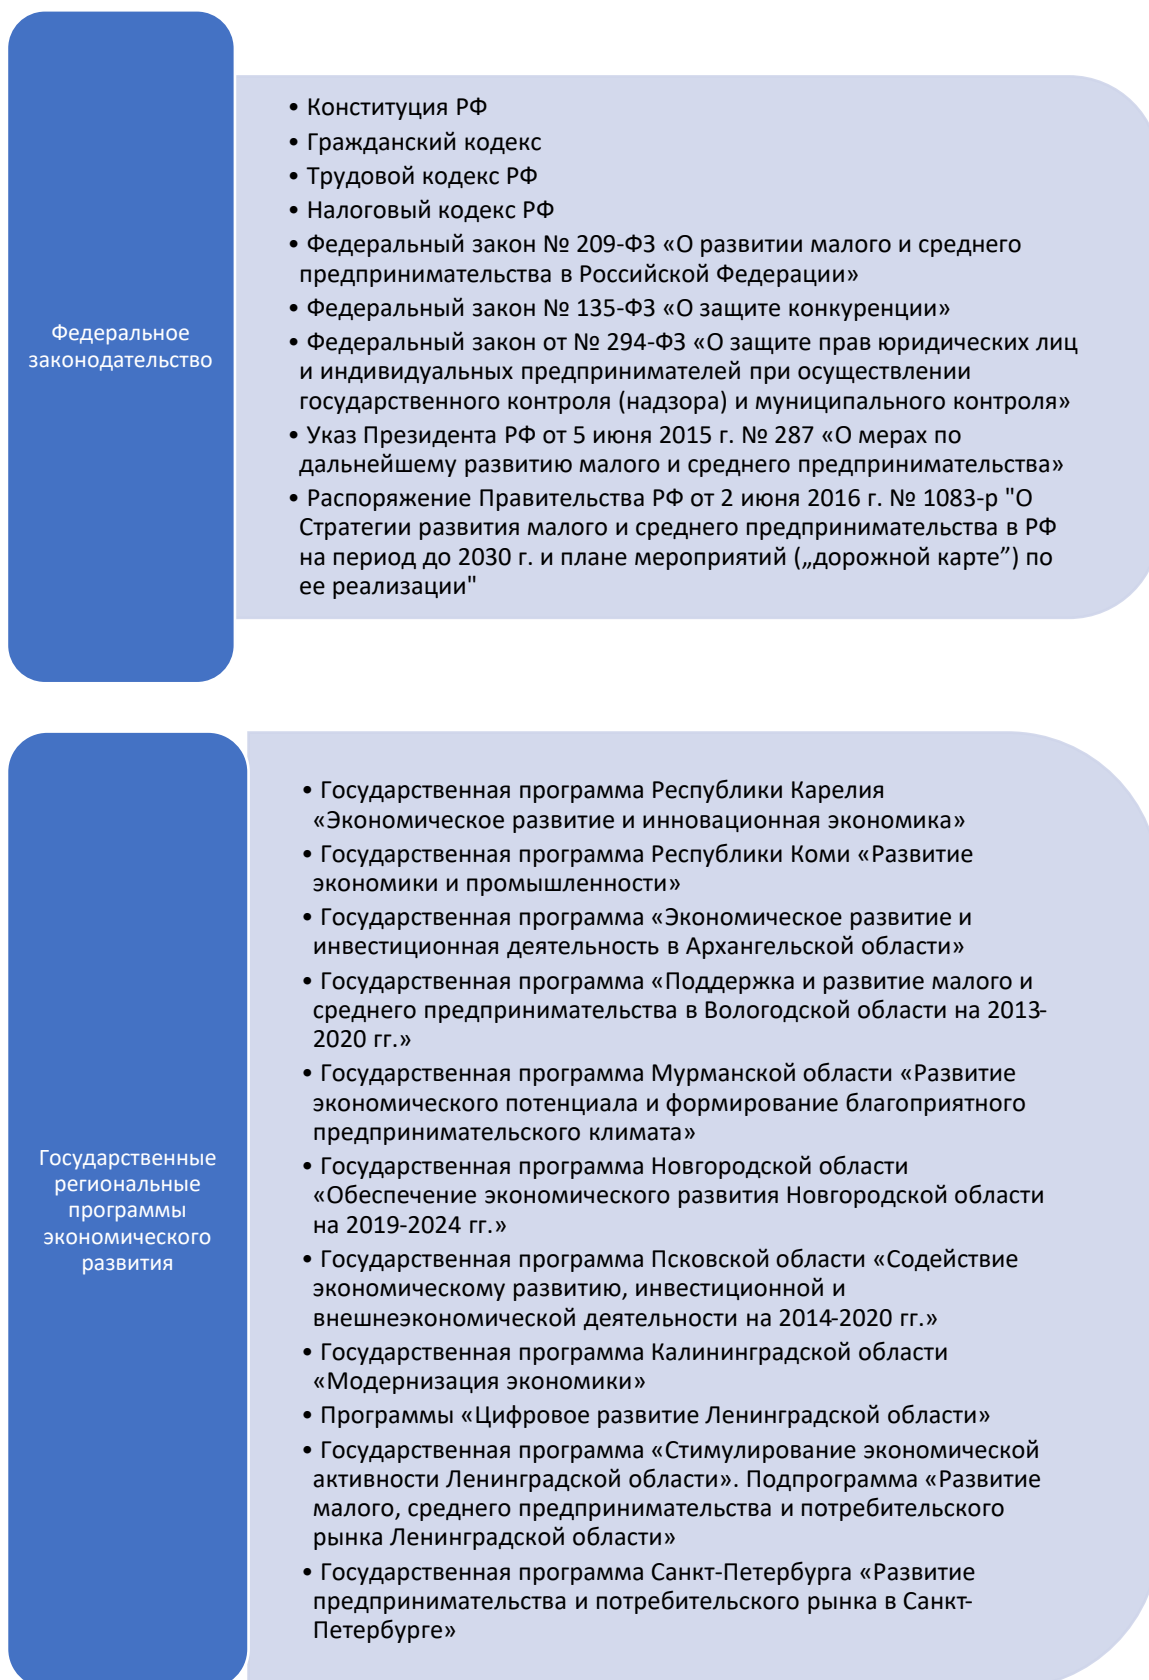 Федеральное
законодательство
• Конституция РФ
• Гражданский кодекс
• Трудовой кодекс РФ
• Налоговый кодекс РФ
• Федеральный закон № 209-ФЗ «О развитии малого и среднего
предпринимательства в Российской Федерации»
• Федеральный закон № 135-ФЗ «О защите конкуренции»
• Федеральный закон от № 294-ФЗ «О защите прав юридических лиц
и индивидуальных предпринимателей при осуществлении
государственного контроля (надзора) и муниципального контроля»
• Указ Президента РФ от 5 июня 2015 г. № 287 «О мерах по
дальнейшему развитию малого и среднего предпринимательства»
• Распоряжение Правительства РФ от 2 июня 2016 г. № 1083-р "О
Стратегии развития малого и среднего предпринимательства в РФ
на период до 2030 г. и плане мероприятий („дорожной карте”) по
ее реализации"
Государственные
региональные
программы
экономического
развития
• Государственная программа Республики Карелия
«Экономическое развитие и инновационная экономика»
• Государственная программа Республики Коми «Развитие
экономики и промышленности»
• Государственная программа «Экономическое развитие и
инвестиционная деятельность в Архангельской области»
• Государственная программа «Поддержка и развитие малого и
среднего предпринимательства в Вологодской области на 2013-
2020 гг.»
• Государственная программа Мурманской области «Развитие
экономического потенциала и формирование благоприятного
предпринимательского климата»
• Государственная программа Новгородской области
«Обеспечение экономического развития Новгородской области
на 2019-2024 гг.»
• Государственная программа Псковской области «Содействие
экономическому развитию, инвестиционной и
внешнеэкономической деятельности на 2014-2020 гг.»
• Государственная программа Калининградской области
«Модернизация экономики»
• Программы «Цифровое развитие Ленинградской области»
• Государственная программа «Стимулирование экономической
активности Ленинградской области». Подпрограмма «Развитие
малого, среднего предпринимательства и потребительского
рынка Ленинградской области»
• Государственная программа Санкт-Петербурга «Развитие
предпринимательства и потребительского рынка в Санкт-
Петербурге»